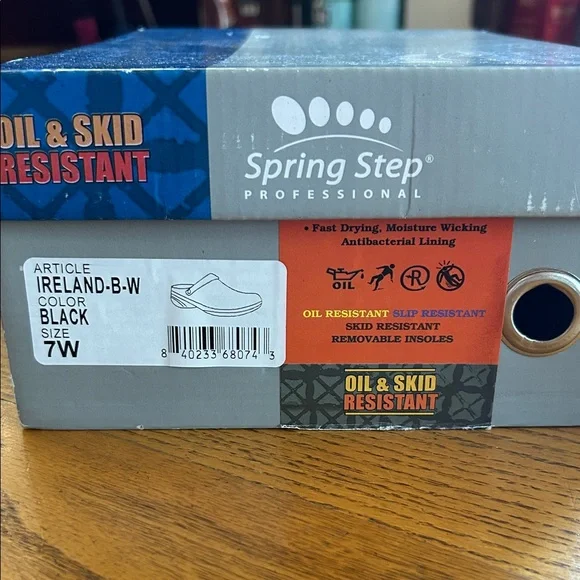 OIL & SKID
RESISTANT
Spring Step®
PROFESSIONAL
ARTICLE
IRELAND-B-W
COLOR
BLACK
SIZE
7W
8 40233 68074 3
• Fast Drying, Moisture Wicking
Antibacterial Lining
OIL
R
OIL RESISTANT SLIP RESISTANT
SKID RESISTANT
REMOVABLE INSOLES
OIL & SKID
RESISTANT